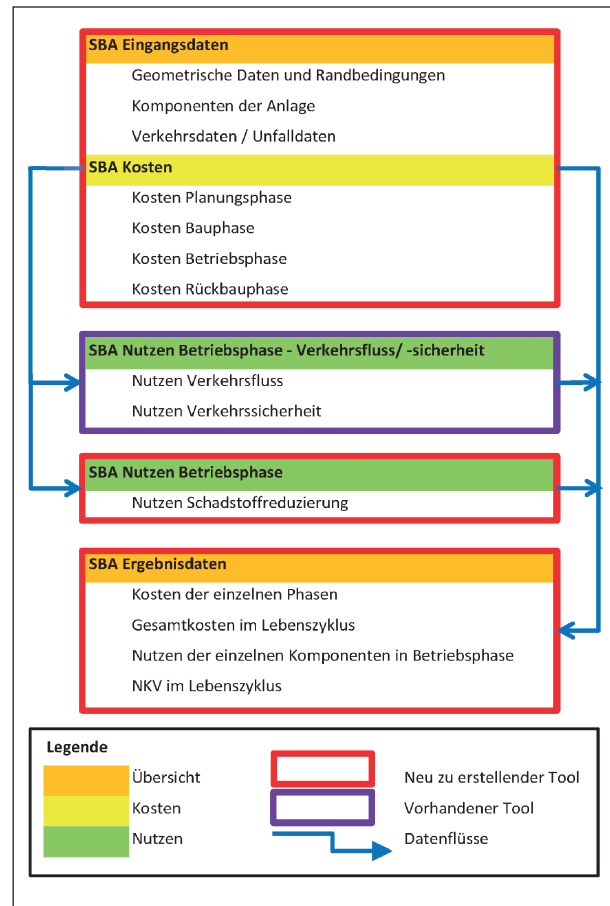 SBA Eingangsdaten
Geometrische Daten und Randbedingungen
Komponenten der Anlage
Verkehrsdaten / Unfalldaten
SBA Kosten
Kosten Planungsphase
Kosten Bauphase
Kosten Betriebsphase
Kosten Rückbauphase
SBA Nutzen Betriebsphase - Verkehrsfluss/ -sicherheit
Nutzen Verkehrsfluss
Nutzen Verkehrssicherheit
SBA Nutzen Betriebsphase
Nutzen Schadstoffreduzierung
SBA Ergebnisdaten
Kosten der einzelnen Phasen
Gesamtkosten im Lebenszyklus
Nutzen der einzelnen Komponenten in Betriebsphase
NKV im Lebenszyklus
Legende
Übersicht
Kosten
Nutzen
Neu zu erstellender Tool
Vorhandener Tool
Datenflüsse